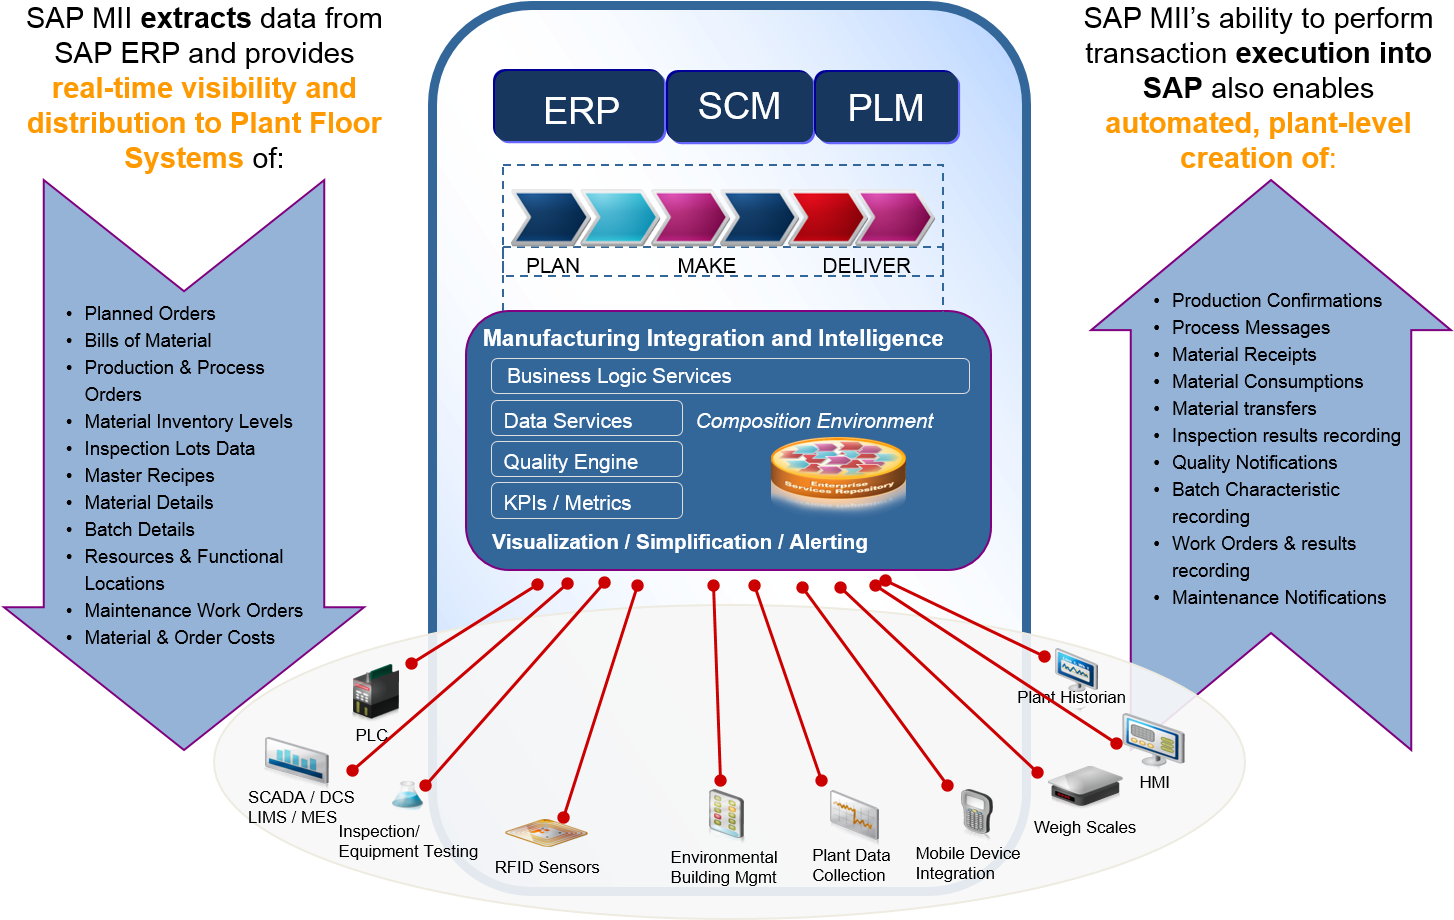 SAP MII extracts data from
SAP ERP and provides
real-time visibility and
distribution to Plant Floor
Systems of:
• Planned Orders
• Bills of Material
• Production & Process
Orders
• Material Inventory Levels
• Inspection Lots Data
• Master Recipes
• Material Details
• Batch Details
• Resources & Functional
Locations
• Maintenance Work Orders
• Material & Order Costs
ERP
SCM
PLM
PLAN
MAKE
DELIVER
Manufacturing Integration and Intelligence
Business Logic Services
Data Services
Quality Engine
KPIs / Metrics
Composition Environment
Enterprise
Services Repository
Visualization / Simplification / Alerting
SAP MII’s ability to perform
transaction execution into
SAP also enables
automated, plant-level
creation of:
• Production Confirmations
• Process Messages
• Material Receipts
• Material Consumptions
• Material transfers
• Inspection results recording
• Quality Notifications
• Batch Characteristic
recording
• Work Orders & results
recording
• Maintenance Notifications
PLC
SCADA / DCS
LIMS / MES
Inspection/
Equipment Testing
RFID Sensors
Environmental
Building Mgmt
Plant Data
Collection
Mobile Device
Integration
Weigh Scales
HMI
Plant Historian